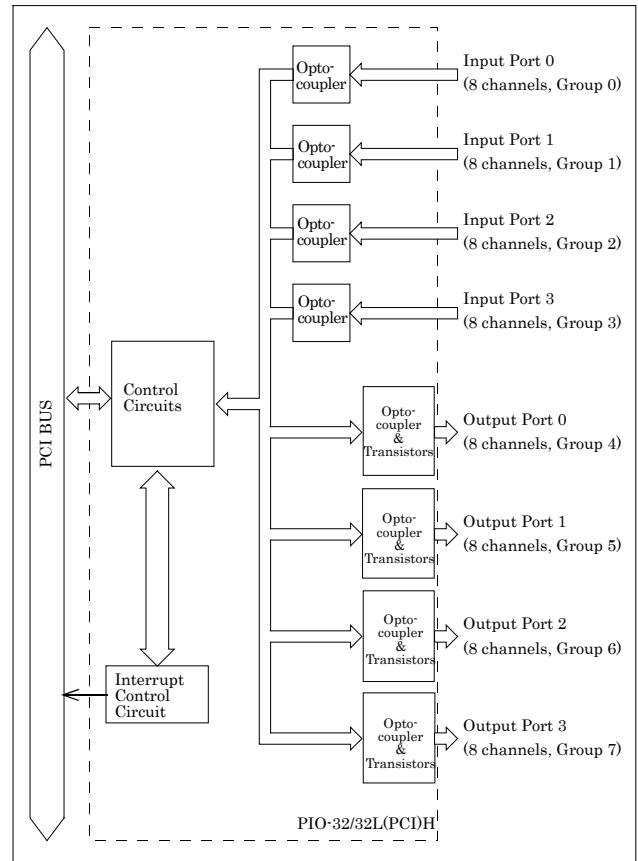 Opto-
coupler
Input Port 0
(8 channels, Group 0)
Opto-
coupler
Input Port 1
(8 channels, Group 1)
Opto-
coupler
Input Port 2
(8 channels, Group 2)
Opto-
coupler
Input Port 3
(8 channels, Group 3)
PCI BUS
Control
Circuits
Opto-
coupler
&
Transistors
Output Port 0
(8 channels, Group 4)
Opto-
coupler
&
Transistors
Output Port 1
(8 channels, Group 5)
Opto-
coupler
&
Transistors
Output Port 2
(8 channels, Group 6)
Interrupt
Control
Circuit
Opto-
coupler
&
Transistors
Output Port 3
(8 channels, Group 7)
PIO-32/32L(PCI)H